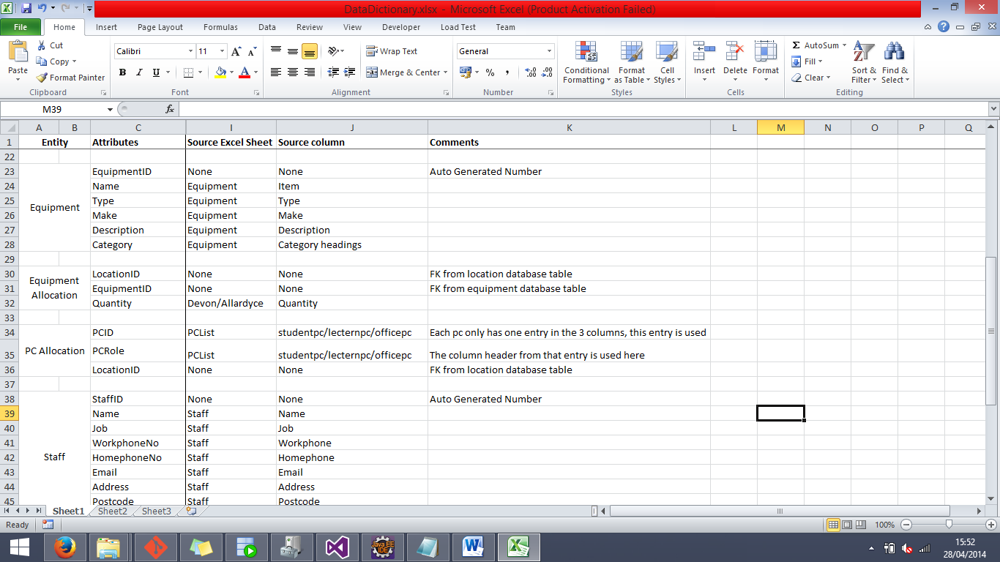 DataDictionary.xlsx - Microsoft Excel (Product Activation Failed)
File Home Insert Page Layout Formulas Data Review View Developer Load Test Team
Paste Cut Copy Format Painter Clipboard
Calibri 11 A A B I U A Font
Wrap Text Merge & Center Alignment
General % , .0 .00 .00 .0 Number
Conditional Formatting Format as Table Cell Styles Styles
Insert Delete Format Cells
Σ AutoSum Fill Clear Sort & Filter Find & Select Editing
M39 fx
A B C I J K L M N O P Q
1 Entity Attributes Source Excel Sheet Source column Comments
22
23 EquipmentID None None Auto Generated Number
24 Name Equipment Item
25 Type Equipment Type
Equipment
26 Make Equipment Make
27 Description Equipment Description
28 Category Equipment Category headings
29
30 LocationID None None FK from location database table
Equipment Allocation
31 EquipmentID None None FK from equipment database table
32 Quantity Devon/Allardyce Quantity
33
34 PCID PCList studentpc/lecternpc/officepc Each pc only has one entry in the 3 columns, this entry is used
PC Allocation
35 PCRole PCList studentpc/lecternpc/officepc The column header from that entry is used here
36 LocationID None None FK from location database table
37
38 StaffID None None Auto Generated Number
39 Name Staff Name
40 Job Staff Job
41 WorkphoneNo Staff Workphone
Staff
42 HomephoneNo Staff Homephone
43 Email Staff Email
44 Address Staff Address
45 Postcode Staff Postcode
Sheet1 Sheet2 Sheet3
Ready 100%
Java EE IDE
15:52
28/04/2014